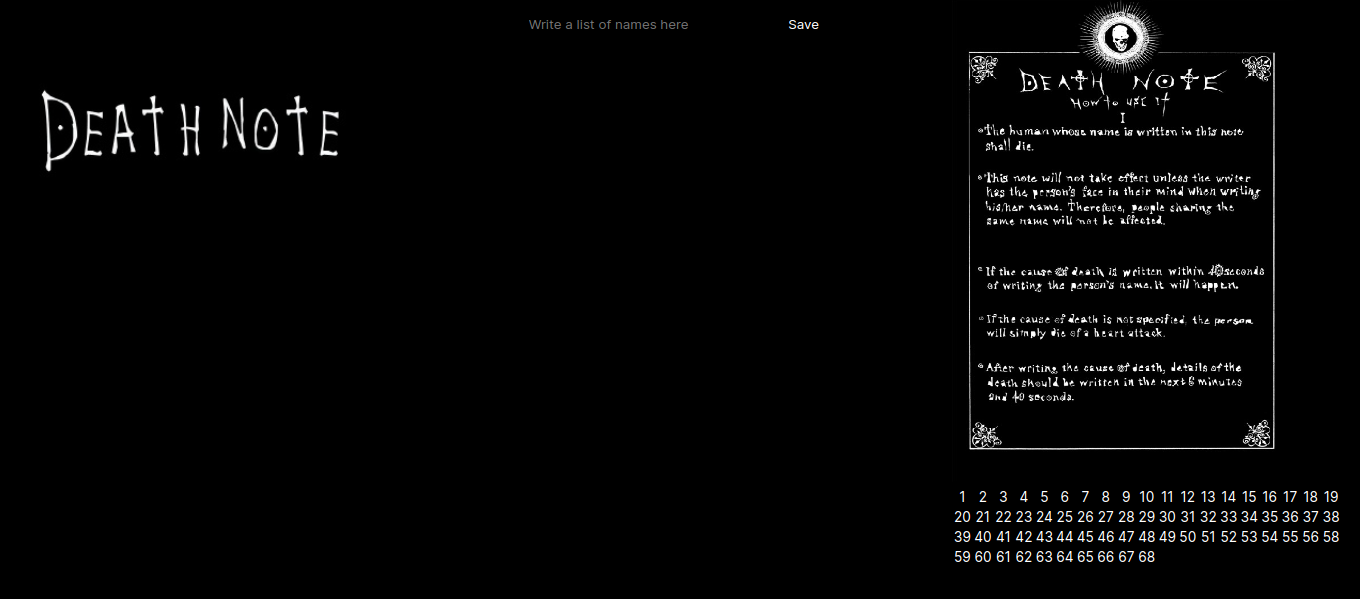 Write a list of names here
Save
DEATH NOTE
DEATH NOTE
How to use it
I
The human whose name is written in this note
shall die.
This note will not take effect unless the writer
has the person's face in their mind when writing
his/her name. Therefore, people sharing the
same name will not be affected.
If the cause of death is written within 40 seconds
of writing the person's name, it will happen.
If the cause of death is not specified, the person
will simply die of a heart attack.
After writing the cause of death, details of the
death should be written in the next 6 minutes
and 40 seconds.
1 2 3 4 5 6 7 8 9 10 11 12 13 14 15 16 17 18 19
20 21 22 23 24 25 26 27 28 29 30 31 32 33 34 35 36 37 38
39 40 41 42 43 44 45 46 47 48 49 50 51 52 53 54 55 56 58
59 60 61 62 63 64 65 66 67 68